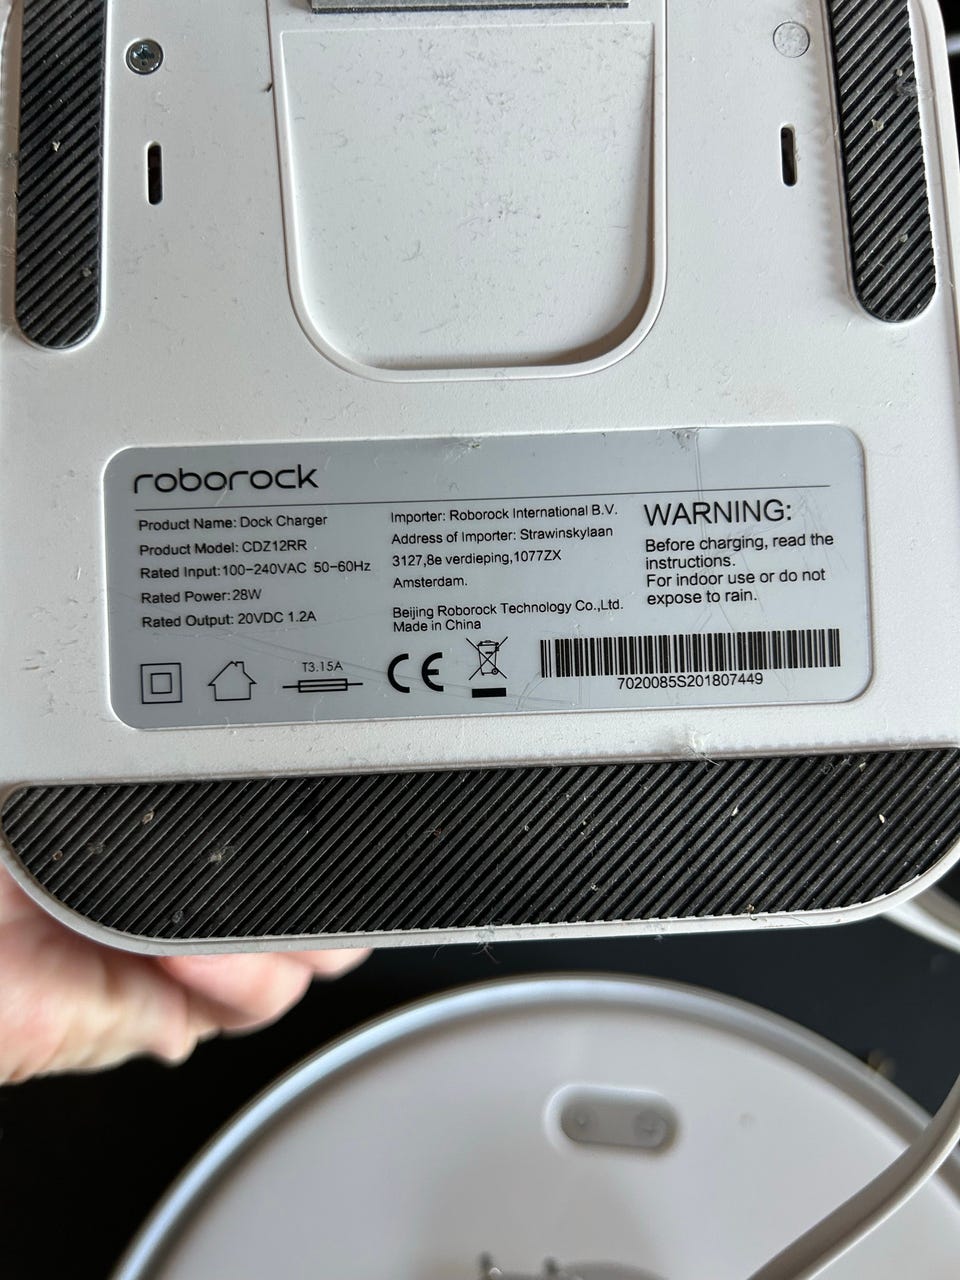 roborock
Product Name: Dock Charger
Product Model: CDZ12RR
Rated Input:100-240VAC 50-60Hz
Rated Power:28W
Rated Output: 20VDC 1.2A
Importer: Roborock International B.V.
Address of Importer: Strawinskylaan
3127,8e verdieping,1077ZX
Amsterdam.
Beijing Roborock Technology Co.,Ltd.
Made in China
WARNING:
Before charging, read the
instructions.
For indoor use or do not
expose to rain.
T3.15A
CE
7020085S201807449